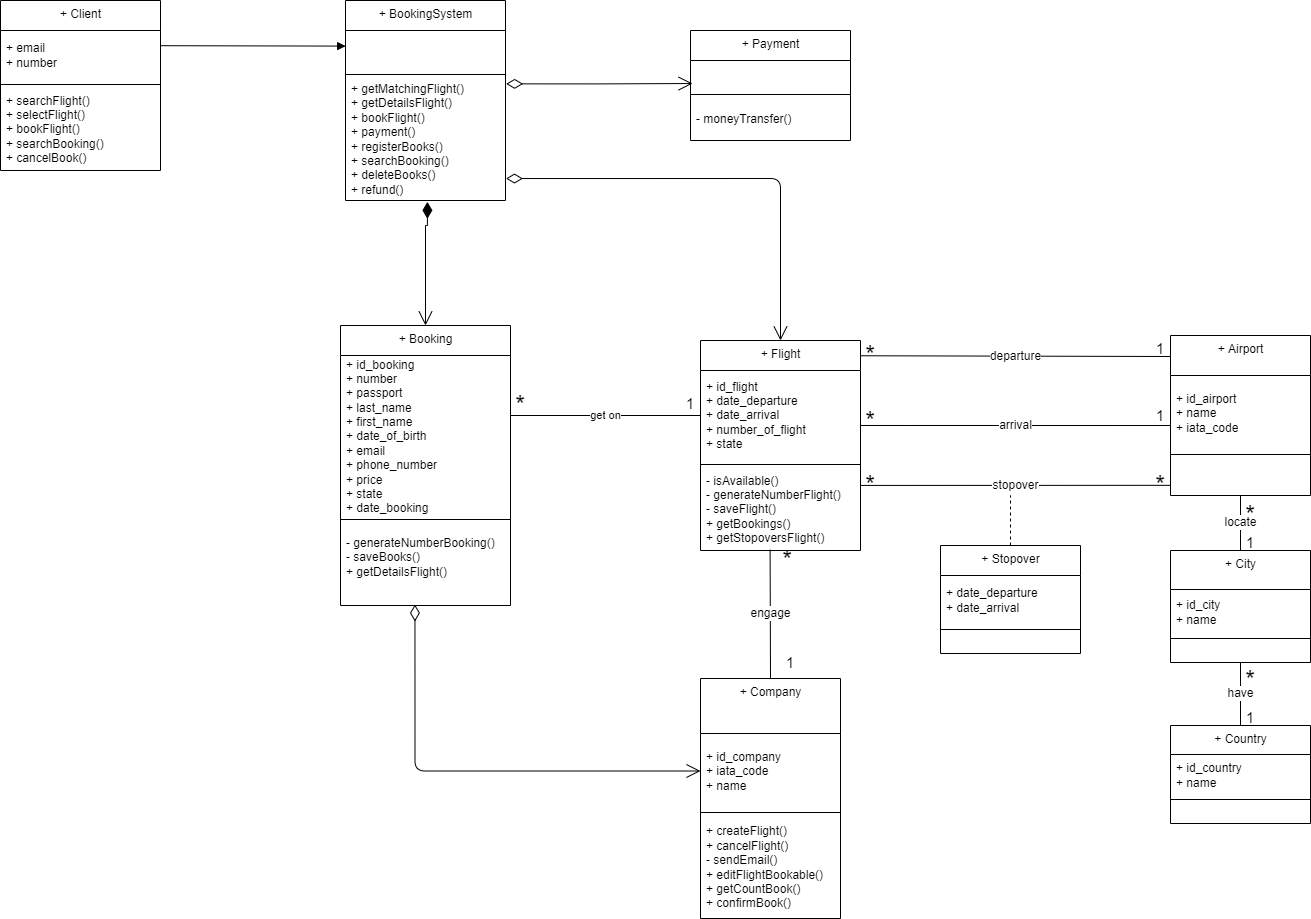 + Client
+ email
+ number
+ searchFlight()
+ selectFlight()
+ bookFlight()
+ searchBooking()
+ cancelBook()
+ BookingSystem
+ getMatchingFlight()
+ getDetailsFlight()
+ bookFlight()
+ payment()
+ registerBooks()
+ searchBooking()
+ deleteBooks()
+ refund()
+ Payment
- moneyTransfer()
+ Booking
+ id_booking
+ number
+ passport
+ last_name
+ first_name
+ date_of_birth
+ email
+ phone_number
+ price
+ state
+ date_booking
- generateNumberBooking()
- saveBooks()
+ getDetailsFlight()
* get on 1
+ Flight
+ id_flight
+ date_departure
+ date_arrival
+ number_of_flight
+ state
- isAvailable()
- generateNumberFlight()
- saveFlight()
+ getBookings()
+ getStopoversFlight()
* departure 1
* arrival 1
* stopover *
+ Airport
+ id_airport
+ name
+ iata_code
*
locate
1
+ Stopover
+ date_departure
+ date_arrival
+ City
+ id_city
+ name
*
have
1
+ Country
+ id_country
+ name
*
engage
1
+ Company
+ id_company
+ iata_code
+ name
+ createFlight()
+ cancelFlight()
- sendEmail()
+ editFlightBookable()
+ getCountBook()
+ confirmBook()